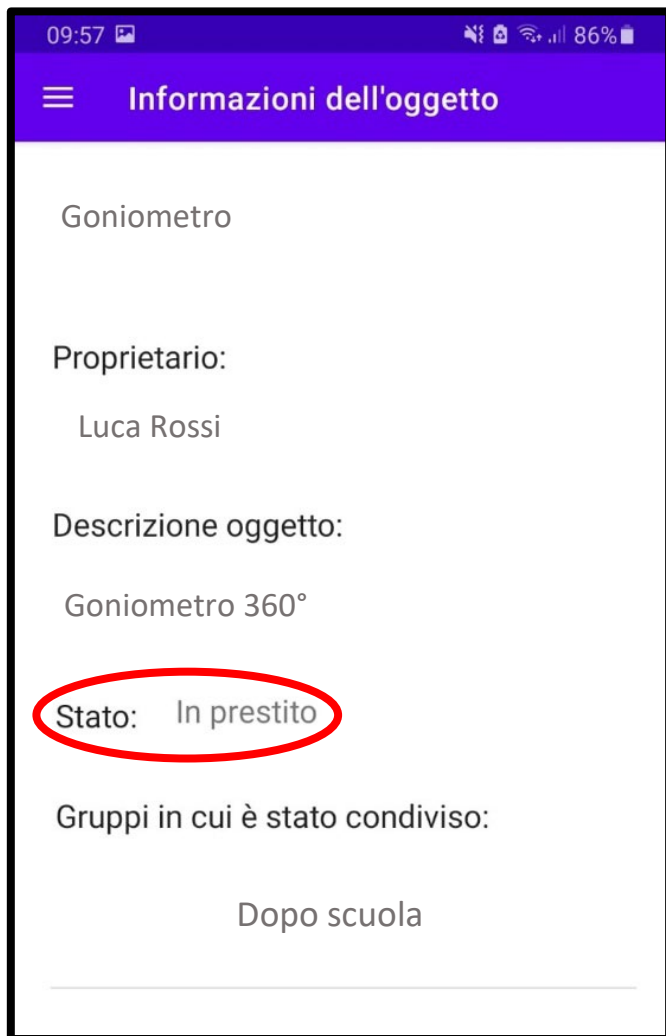 09:57 86%
Informazioni dell'oggetto
Goniometro
Proprietario:
Luca Rossi
Descrizione oggetto:
Goniometro 360°
Stato: In prestito
Gruppi in cui è stato condiviso:
Dopo scuola